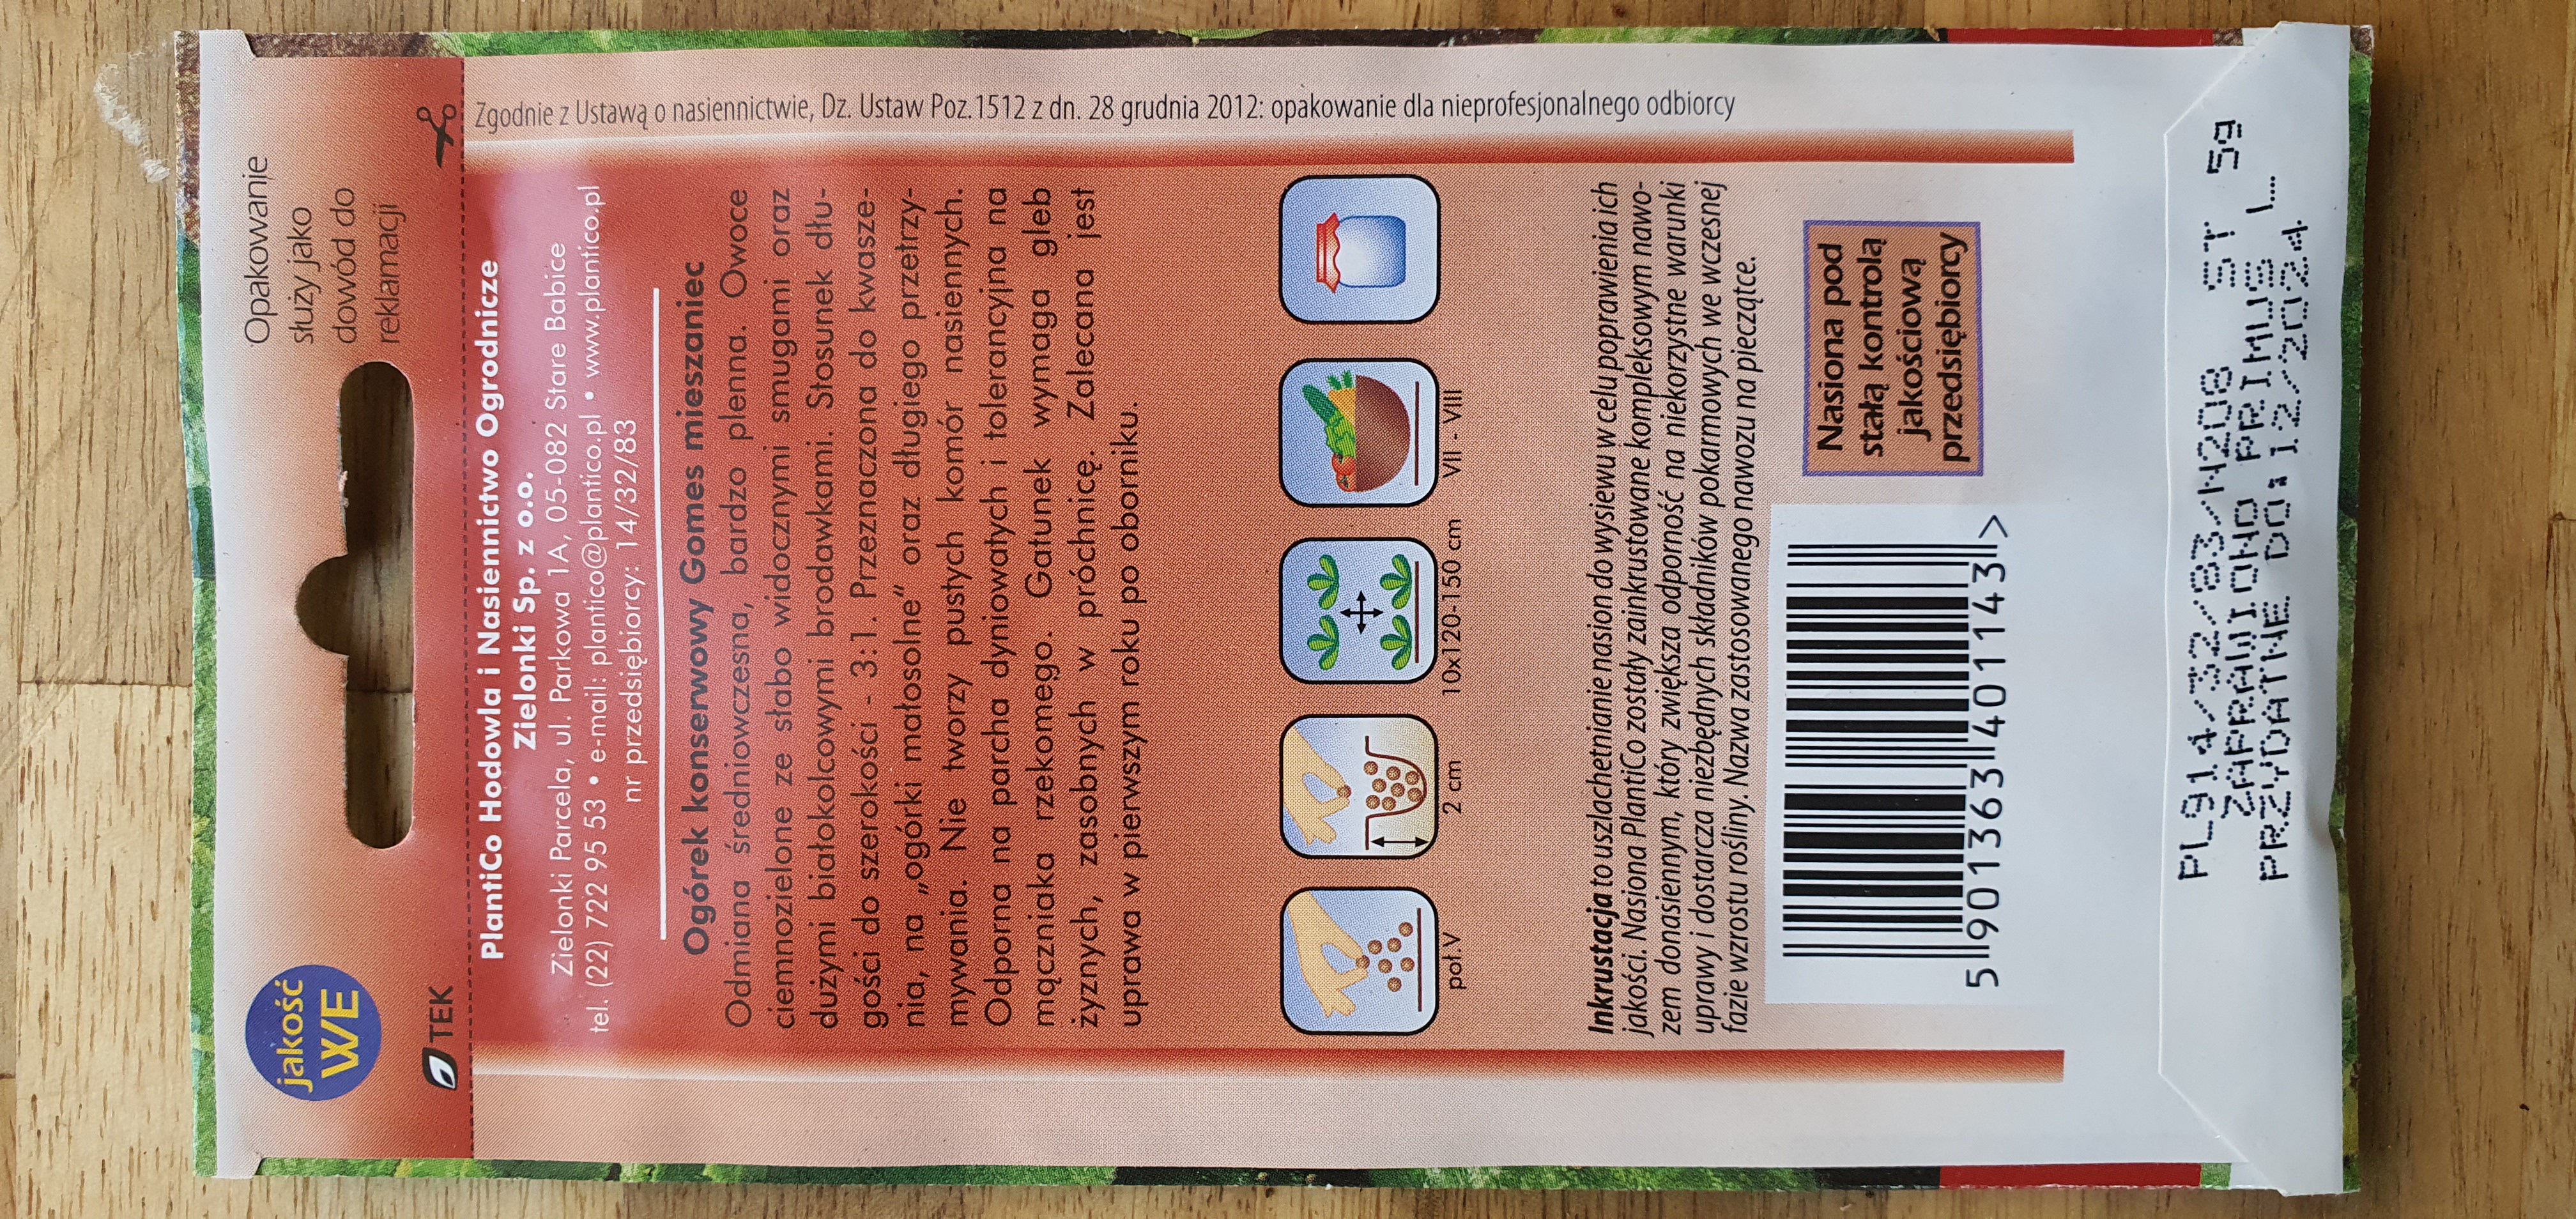 Opakowanie
służy jako
dowód do
reklamacji
jakość
WE
TEK
PlantiCo Hodowla i Nasiennictwo Ogrodnicze
Zielonki Sp. z o.o.
Zielonki Parcela, ul. Parkowa 1A, 05-082 Stare Babice
tel. (22) 722 95 53 • e-mail: plantico@plantico.pl • www.plantico.pl
nr przedsiębiorcy: 14/32/83
Ogórek konserwowy Gomes mieszaniec
Odmiana średniowczesna, bardzo plenna. Owoce
ciemnozielone ze słabo widocznymi smugami oraz
dużymi białokolcowymi brodawkami. Stosunek dłu-
gości do szerokości - 3:1. Przeznaczona do kwasze-
nia, na „ogórki małosolne” oraz długiego przetrzy-
mywania. Nie tworzy pustych komór nasiennych.
Odporna na parcha dyniowatych i tolerancyjna na
mączniaka rzekomego. Gatunek wymaga gleb
żyznych, zasobnych w próchnicę. Zalecana jest
uprawa w pierwszym roku po oborniku.
poł.V
2 cm
10x120-150 cm
VII - VIII
Inkrustacja to uszlachetnianie nasion do wysiewu w celu poprawienia ich
jakości. Nasiona PlantiCo zostały zainkrustowane kompleksowym nawo-
zem donasiennym, który zwiększa odporność na niekorzystne warunki
uprawy i dostarcza niezbędnych składników pokarmowych we wczesnej
fazie wzrostu rośliny. Nazwa zastosowanego nawozu na pieczątce.
5 901363 401143 >
Nasiona pod
stałą kontrolą
jakościową
przedsiębiorcy
PL914/32/83/1208 ST 5g
ZAPRAWIONO PRIMUS L
PRZYDATNE DO: 12/2024
Zgodnie z Ustawą o nasiennictwie, Dz. Ustaw Poz.1512 z dn. 28 grudnia 2012: opakowanie dla nieprofesjonalnego odbiorcy